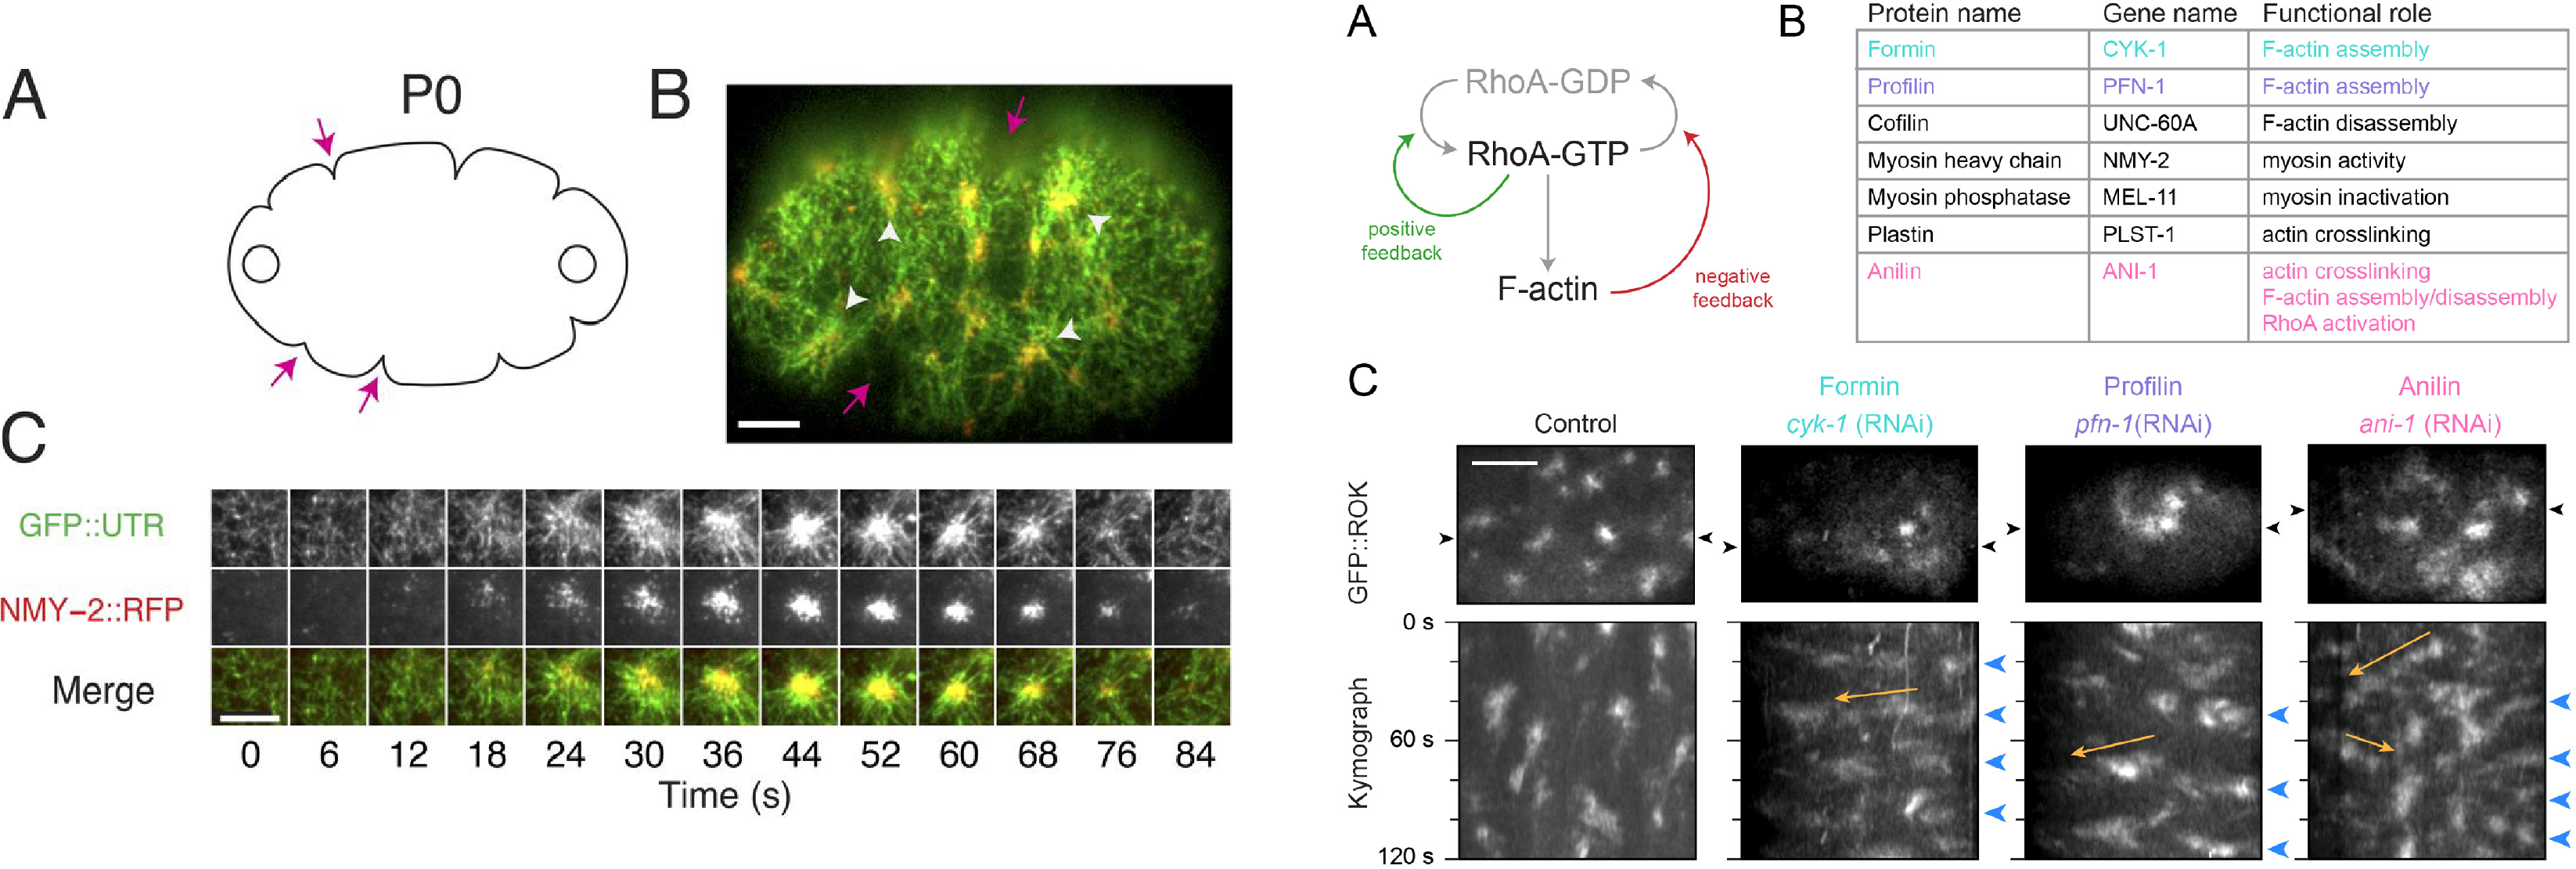 A
P0
B
C
GFP::UTR
NMY−2::RFP
Merge
0 6 12 18 24 30 36 44 52 60 68 76 84
Time (s)
A
RhoA-GDP
RhoA-GTP
positive
feedback
F-actin
negative
feedback
B
Protein name Gene name Functional role
Formin CYK-1 F-actin assembly
Profilin PFN-1 F-actin assembly
Cofilin UNC-60A F-actin disassembly
Myosin heavy chain NMY-2 myosin activity
Myosin phosphatase MEL-11 myosin inactivation
Plastin PLST-1 actin crosslinking
Anilin ANI-1 actin crosslinking
F-actin assembly/disassembly
RhoA activation
C
Formin Profilin Anilin
Control cyk-1 (RNAi) pfn-1(RNAi) ani-1 (RNAi)
GFP::ROK
Kymograph
0 s
60 s
120 s